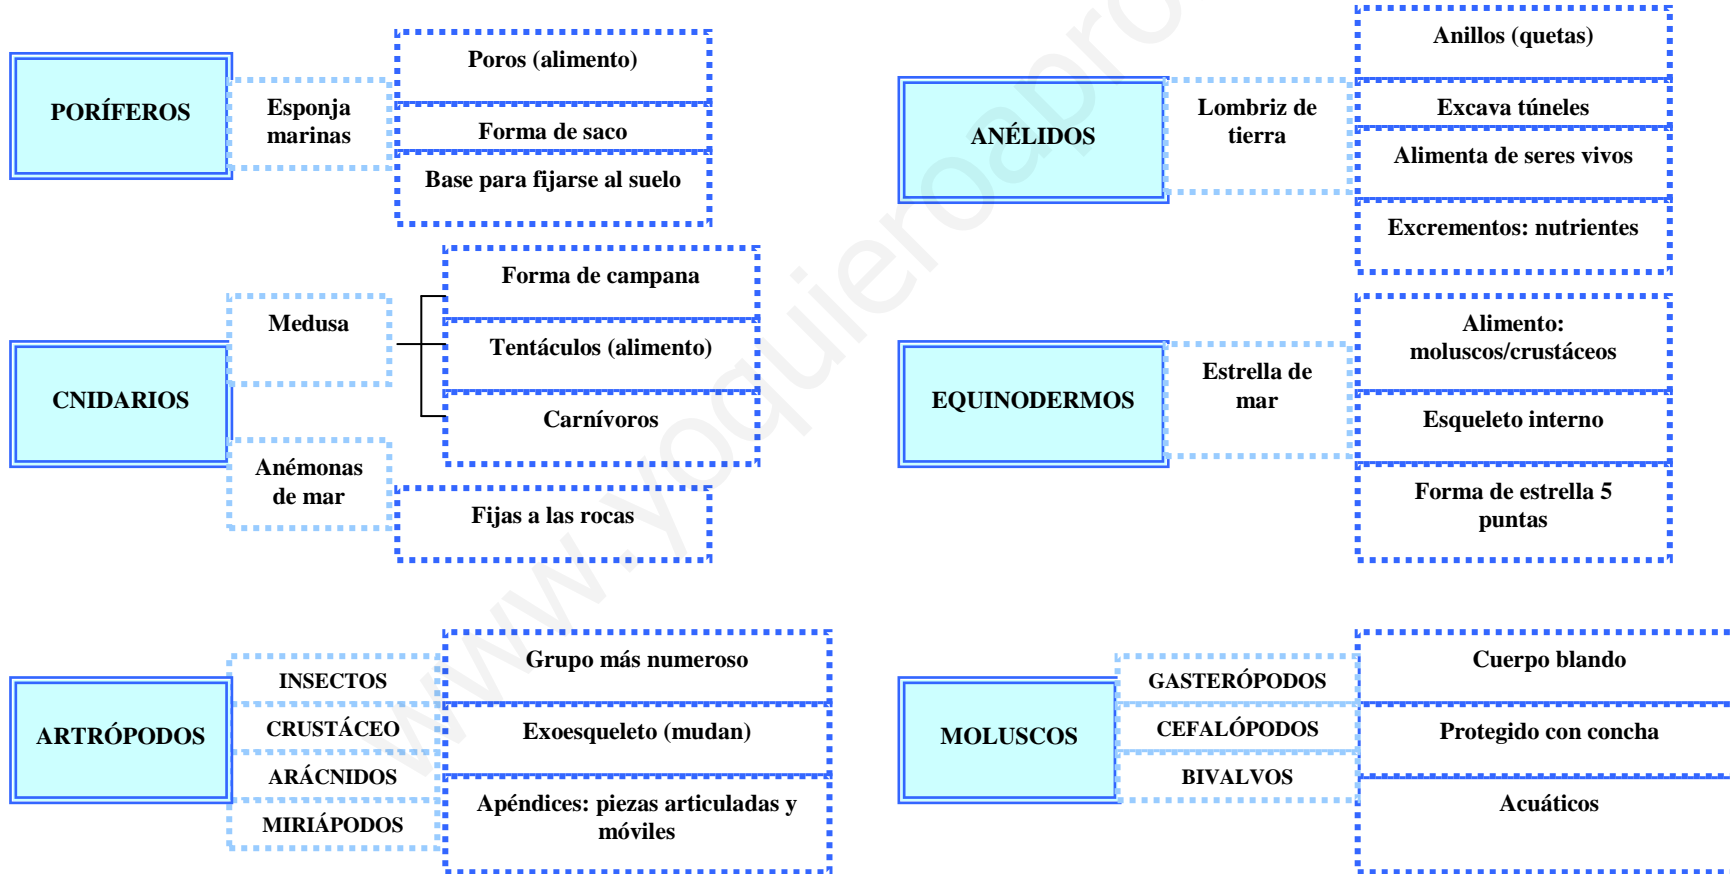 PORÍFEROS
Esponja
marinas
Poros (alimento)
Forma de saco
Base para fijarse al suelo
CNIDARIOS
Medusa
Forma de campana
Tentáculos (alimento)
Carnívoros
Anémonas
de mar
Fijas a las rocas
ARTRÓPODOS
INSECTOS
CRUSTÁCEO
ARÁCNIDOS
MIRIÁPODOS
Grupo más numeroso
Exoesqueleto (mudan)
Apéndices: piezas articuladas y
móviles
ANÉLIDOS
Lombriz de
tierra
Anillos (quetas)
Excava túneles
Alimenta de seres vivos
Excrementos: nutrientes
EQUINODERMOS
Estrella de
mar
Alimento:
moluscos/crustáceos
Esqueleto interno
Forma de estrella 5
puntas
MOLUSCOS
GASTERÓPODOS
CEFALÓPODOS
BIVALVOS
Cuerpo blando
Protegido con concha
Acuáticos
www.yoquieroapro